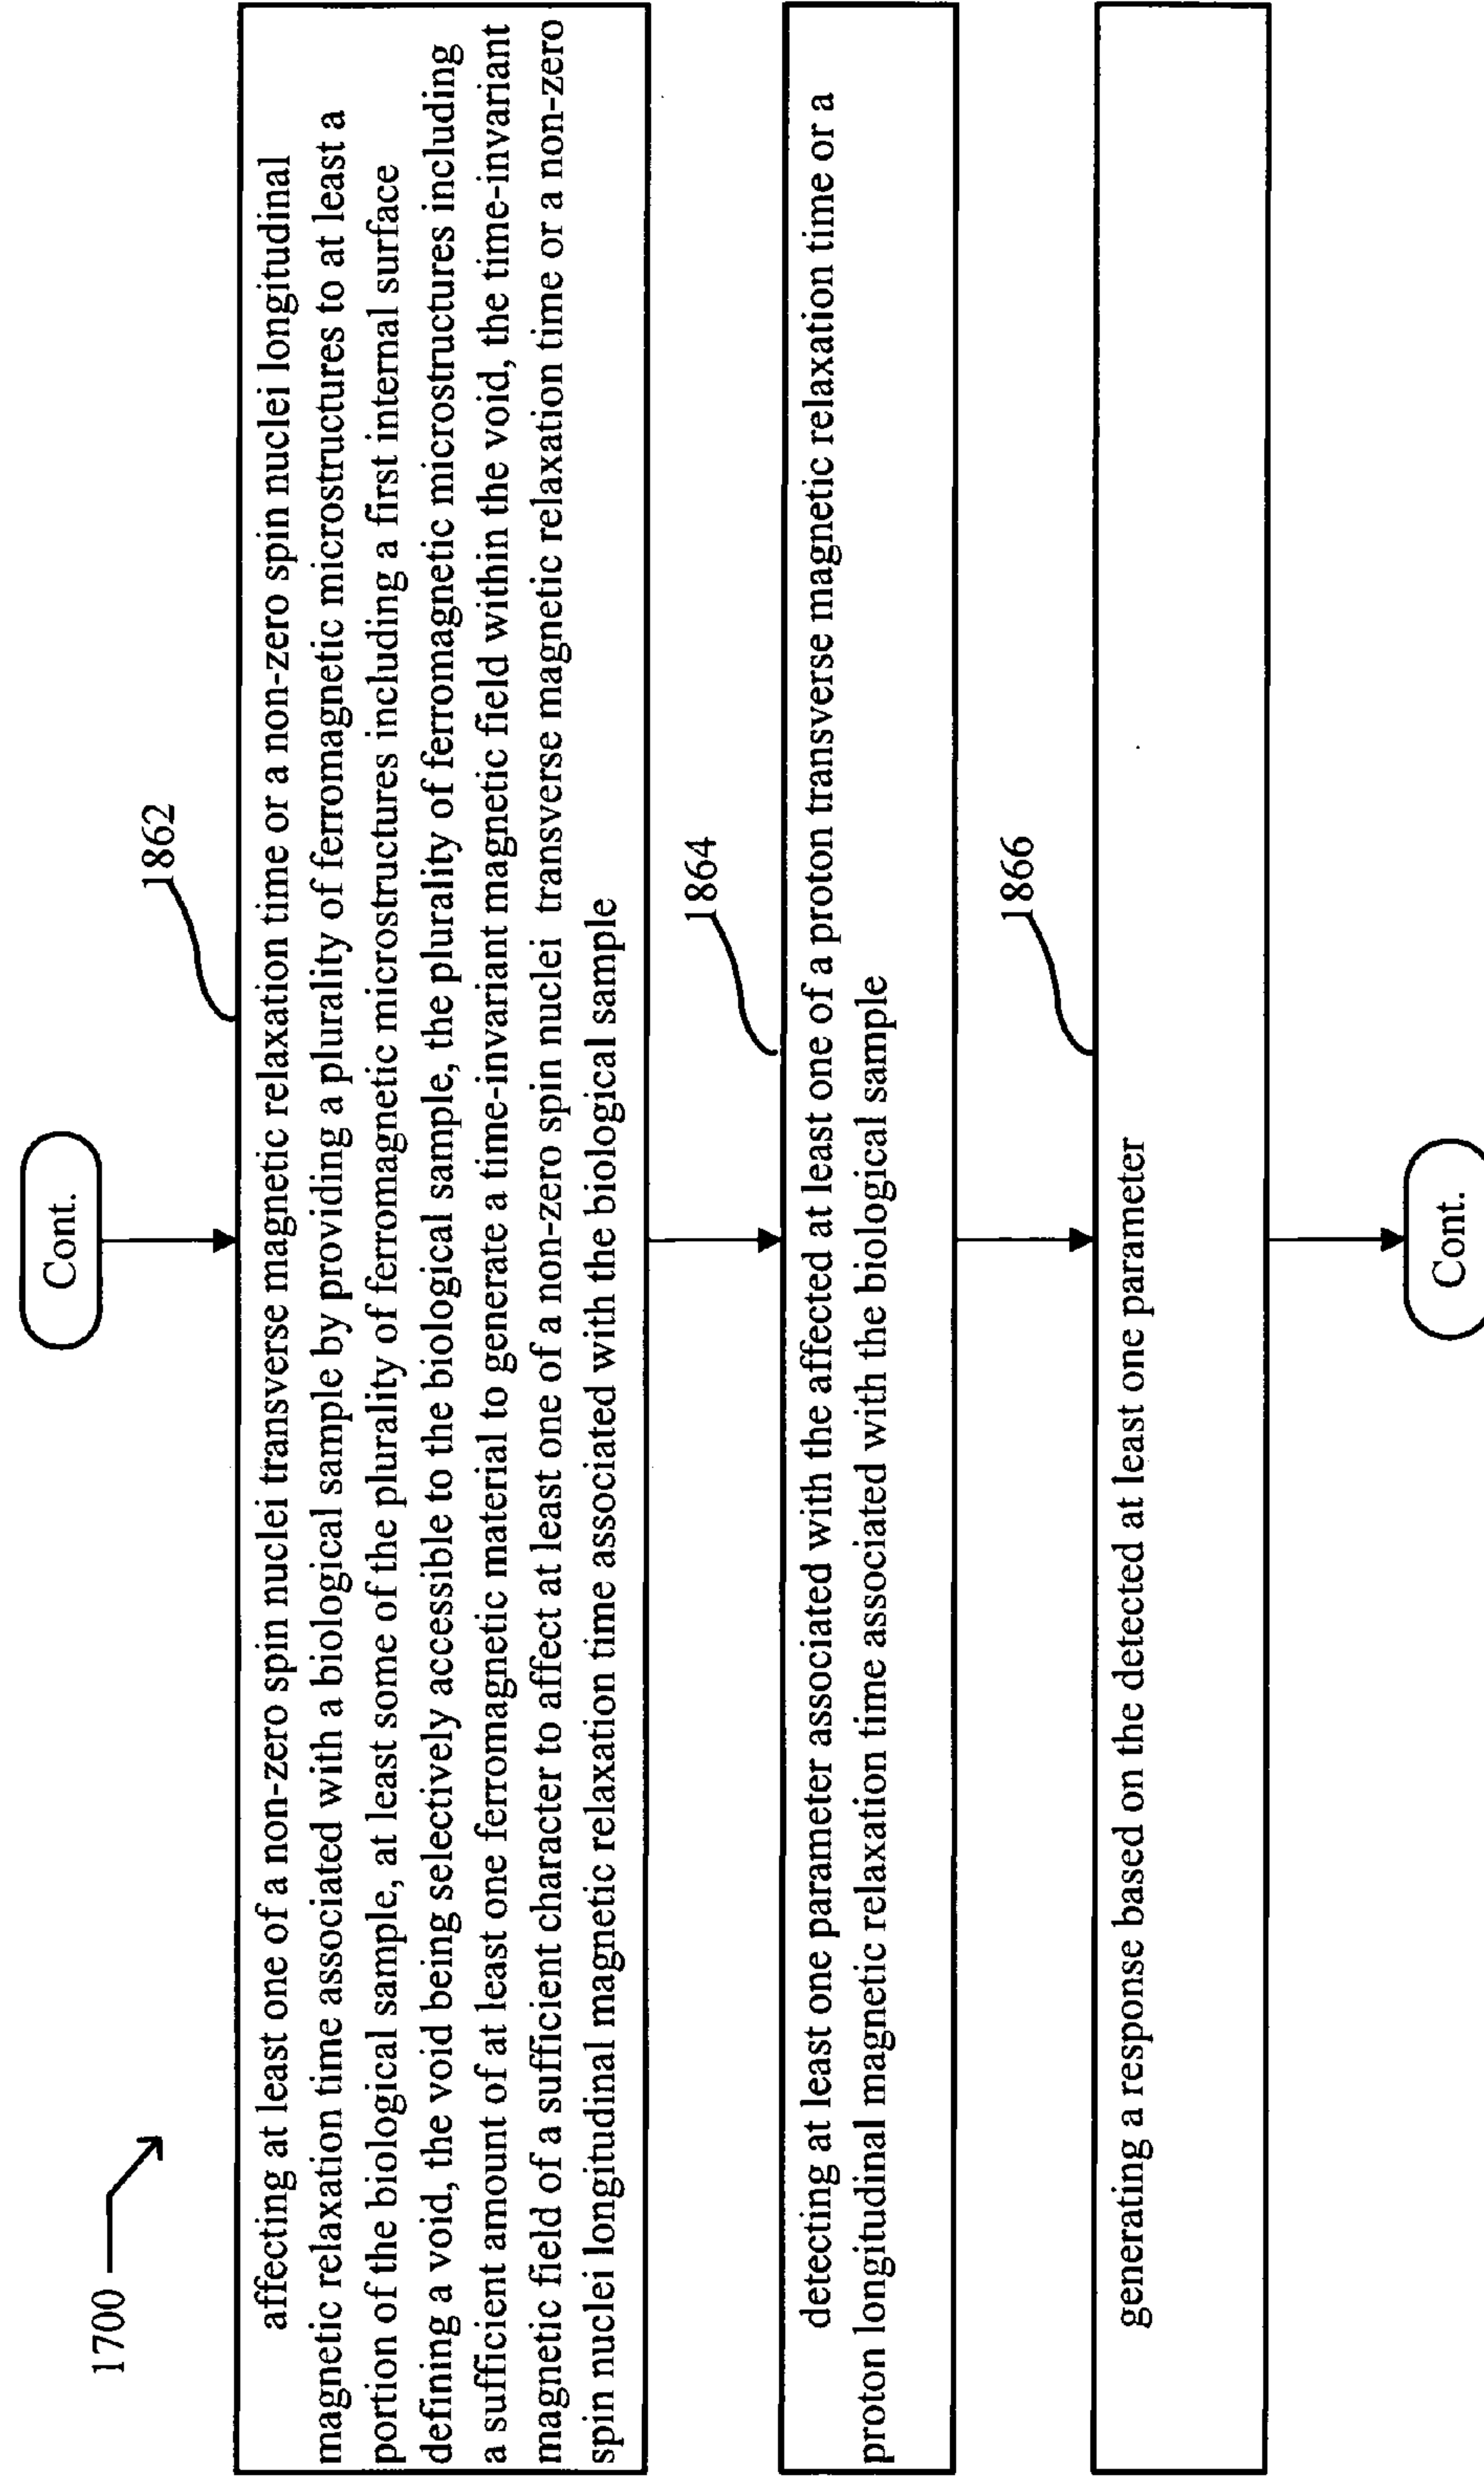 1700
Cont.
1862
affecting at least one of a non-zero spin nuclei transverse magnetic relaxation time or a non-zero spin nuclei longitudinal
magnetic relaxation time associated with a biological sample by providing a plurality of ferromagnetic microstructures to at least a
portion of the biological sample, at least some of the plurality of ferromagnetic microstructures including a first internal surface
defining a void, the void being selectively accessible to the biological sample, the plurality of ferromagnetic microstructures including
a sufficient amount of at least one ferromagnetic material to generate a time-invariant magnetic field within the void, the time-invariant
magnetic field of a sufficient character to affect at least one of a non-zero spin nuclei transverse magnetic relaxation time or a non-zero
spin nuclei longitudinal magnetic relaxation time associated with the biological sample
1864
detecting at least one parameter associated with the affected at least one of a proton transverse magnetic relaxation time or a
proton longitudinal magnetic relaxation time associated with the biological sample
1866
generating a response based on the detected at least one parameter
Cont.